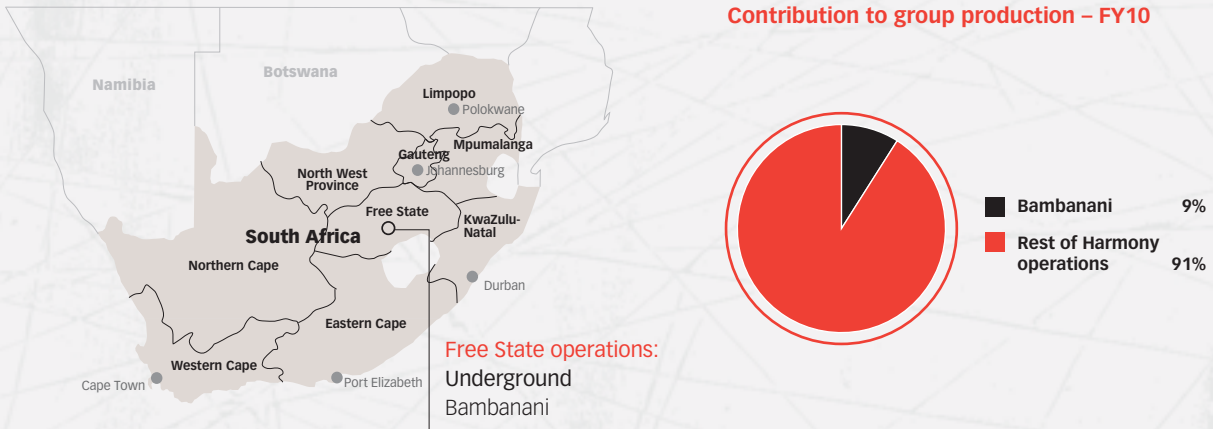 Contribution to group production – FY10
Namibia
Botswana
Limpopo
Polokwane
Mpumalanga
Gauteng
Johannesburg
North West
Province
Free State
KwaZulu-
Natal
South Africa
Northern Cape
Durban
Eastern Cape
Western Cape
Cape Town
Port Elizabeth
Free State operations:
Underground
Bambanani
Bambanani 9%
Rest of Harmony
operations 91%